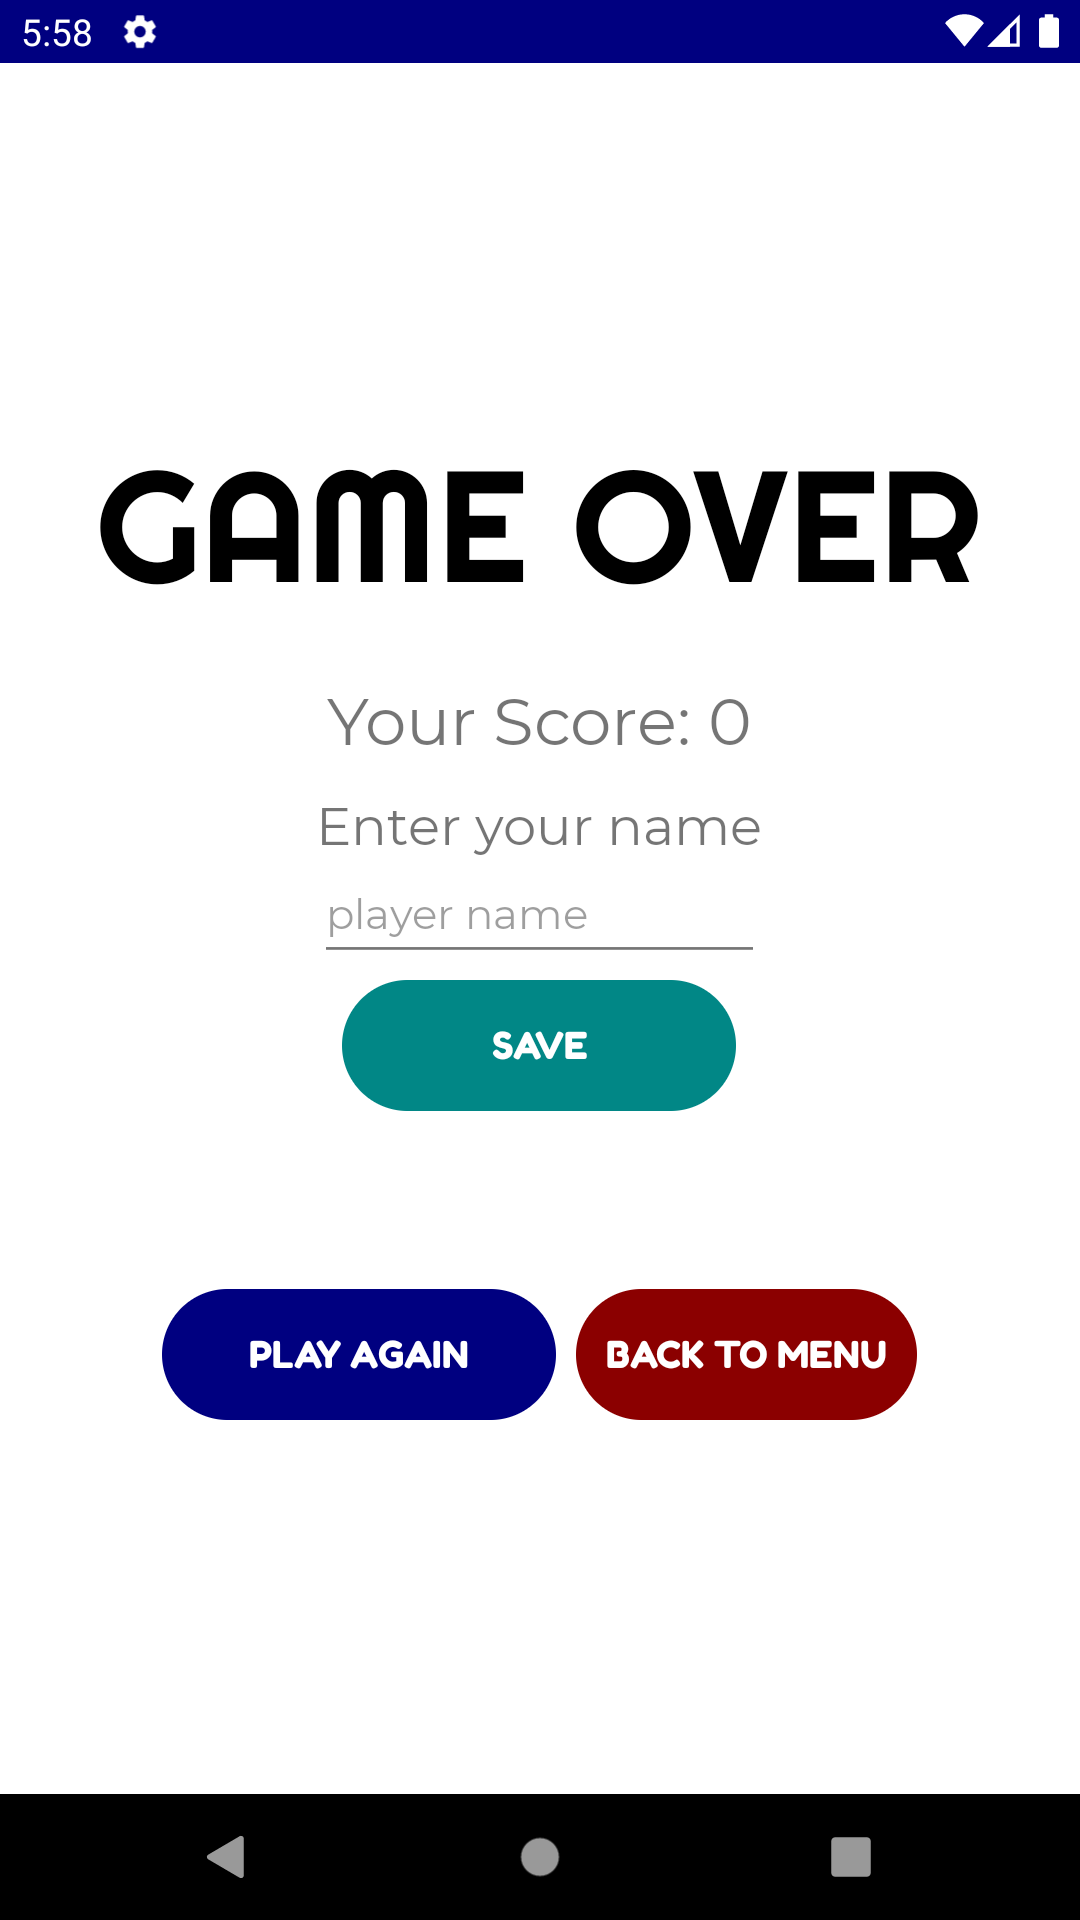 5:58
GAME OVER
Your Score: 0
Enter your name
player name
SAVE
PLAY AGAIN
BACK TO MENU